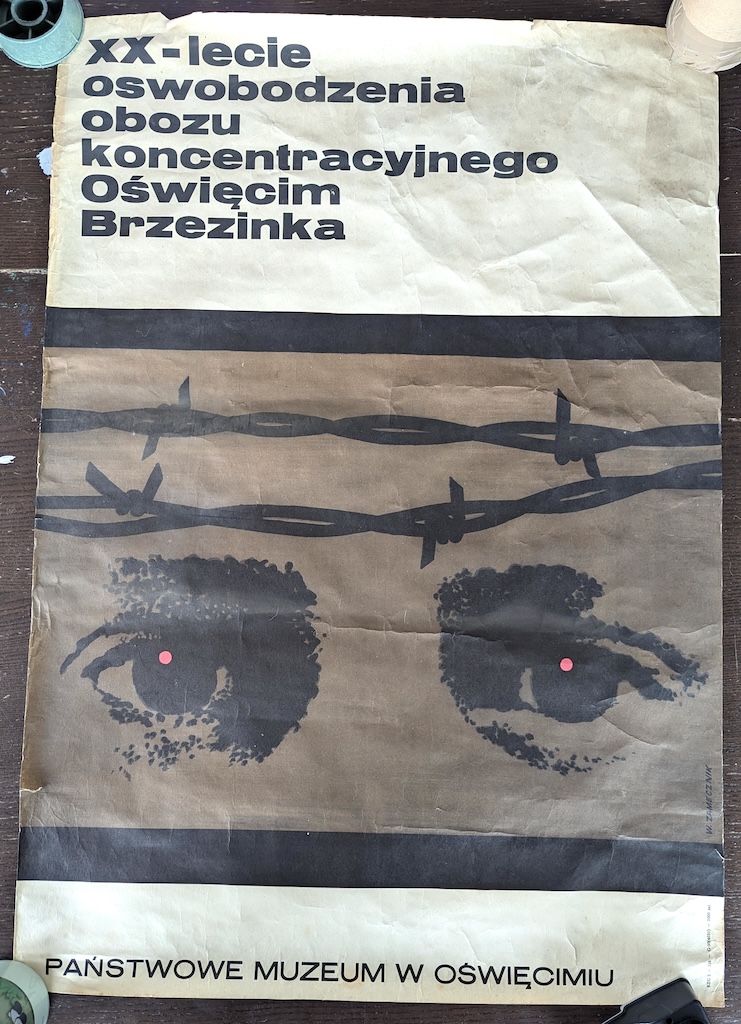 xx-lecie
oswobodzenia
obozu
koncentracyjnego
Oświęcim
Brzezinka
W. ZAMECZNIK
PAŃSTWOWE MUZEUM W OŚWIĘCIMIU